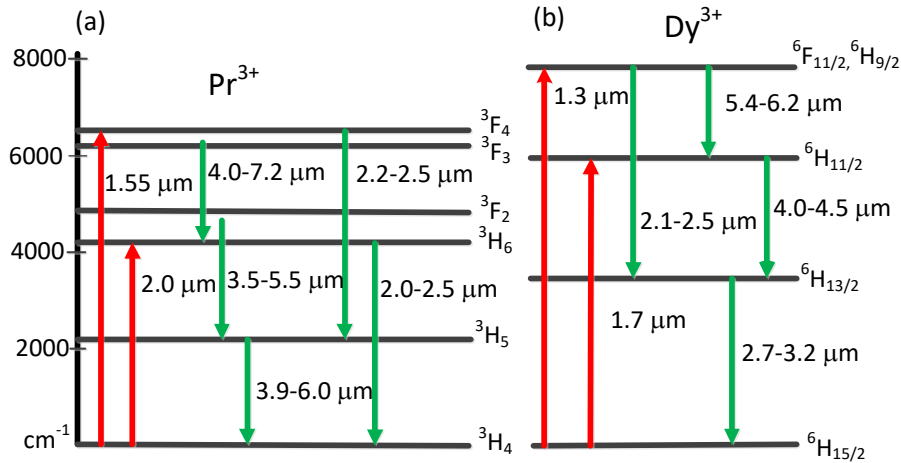 (a)
8000
Pr³⁺
³F₄
³F₃
6000
1.55 μm
4.0-7.2 μm
2.2-2.5 μm
³F₂
4000
³H₆
2.0 μm
3.5-5.5 μm
2.0-2.5 μm
³H₅
2000
3.9-6.0 μm
cm⁻¹
³H₄
(b)
Dy³⁺
⁶F₁₁/₂, ⁶H₉/₂
1.3 μm
5.4-6.2 μm
⁶H₁₁/₂
2.1-2.5 μm
4.0-4.5 μm
⁶H₁₃/₂
1.7 μm
2.7-3.2 μm
⁶H₁₅/₂